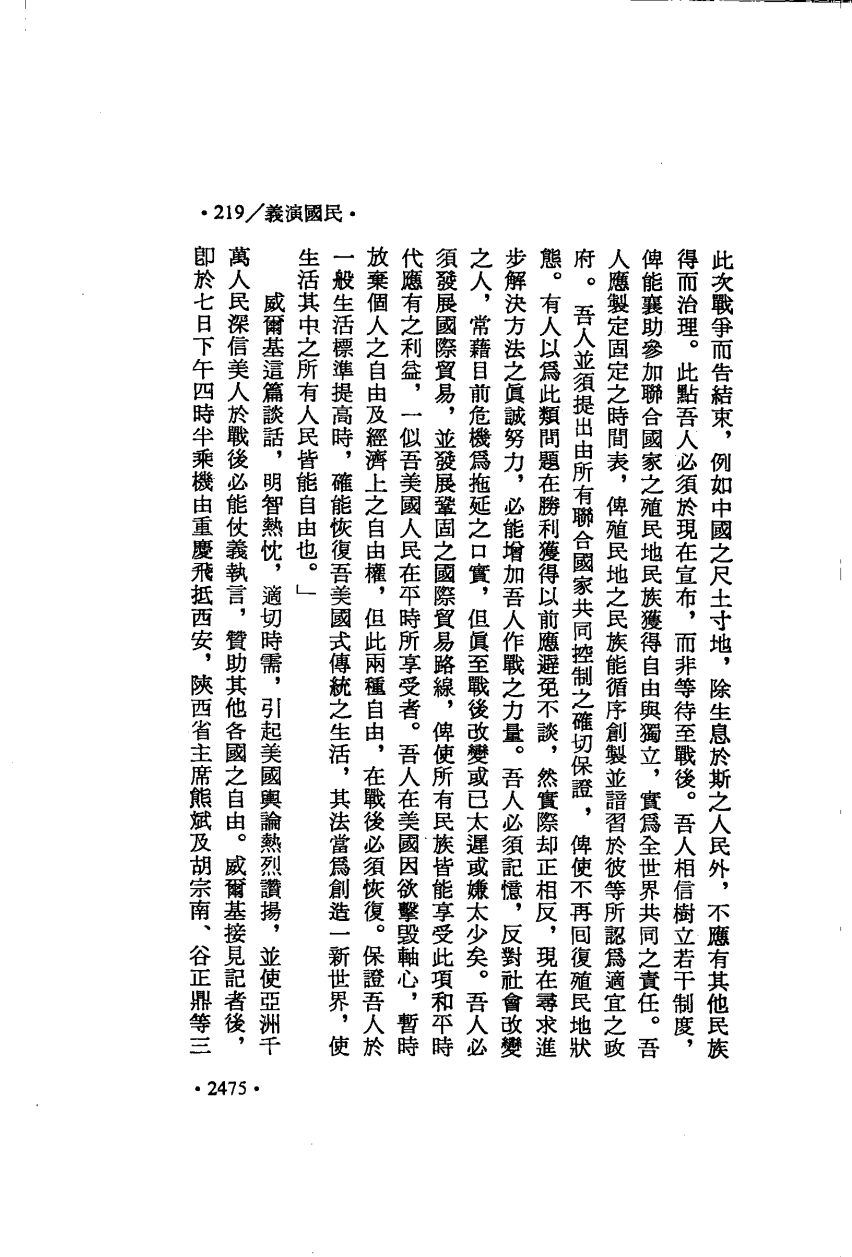 •219╱義演國民•
此次戰爭而告結束，例如中國之尺土寸地，除生息於斯之人民外，不應有其他民族
得而治理。此點吾人必須於現在宣布，而非等待至戰後。吾人相信樹立若干制度，
俾能襄助參加聯合國家之殖民地民族獲得自由與獨立，實爲全世界共同之責任。吾
人應製定固定之時間表，俾殖民地之民族能循序創製並諳習於彼等所認爲適宜之政
府。吾人並須提出由所有聯合國家共同控制之確切保證，俾使不再回復殖民地狀
態。有人以爲此類問題在勝利獲得以前應避免不談，然實際却正相反，現在尋求進
步解決方法之眞誠努力，必能增加吾人作戰之力量。吾人必須記憶，反對社會改變
之人，常藉目前危機爲拖延之口實，但眞至戰後改變或已太遲或嫌太少矣。吾人必
須發展國際貿易，並發展鞏固之國際貿易路線，俾使所有民族皆能享受此項和平時
代應有之利益，一似吾美國人民在平時所享受者。吾人在美國因欲擊毀軸心，暫時
放棄個人之自由及經濟上之自由權，但此兩種自由，在戰後必須恢復。保證吾人於
一般生活標準提高時，確能恢復吾美國式傳統之生活，其法當爲創造一新世界，使
生活其中之所有人民皆能自由也。」
威爾基這篇談話，明智熱忱，適切時需，引起美國輿論熱烈讚揚，並使亞洲千
萬人民深信美人於戰後必能仗義執言，贊助其他各國之自由。威爾基接見記者後，
卽於七日下午四時半乘機由重慶飛抵西安，陝西省主席熊斌及胡宗南、谷正鼎等三
•2475•